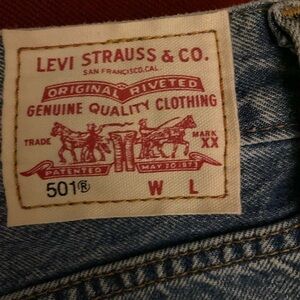 LEVI STRAUSS & CO.
SAN FRANCISCO, CAL.
ORIGINAL RIVETED
GENUINE QUALITY CLOTHING
TRADE MARK
XX
PATENTED MAY 20 1873
501® W L